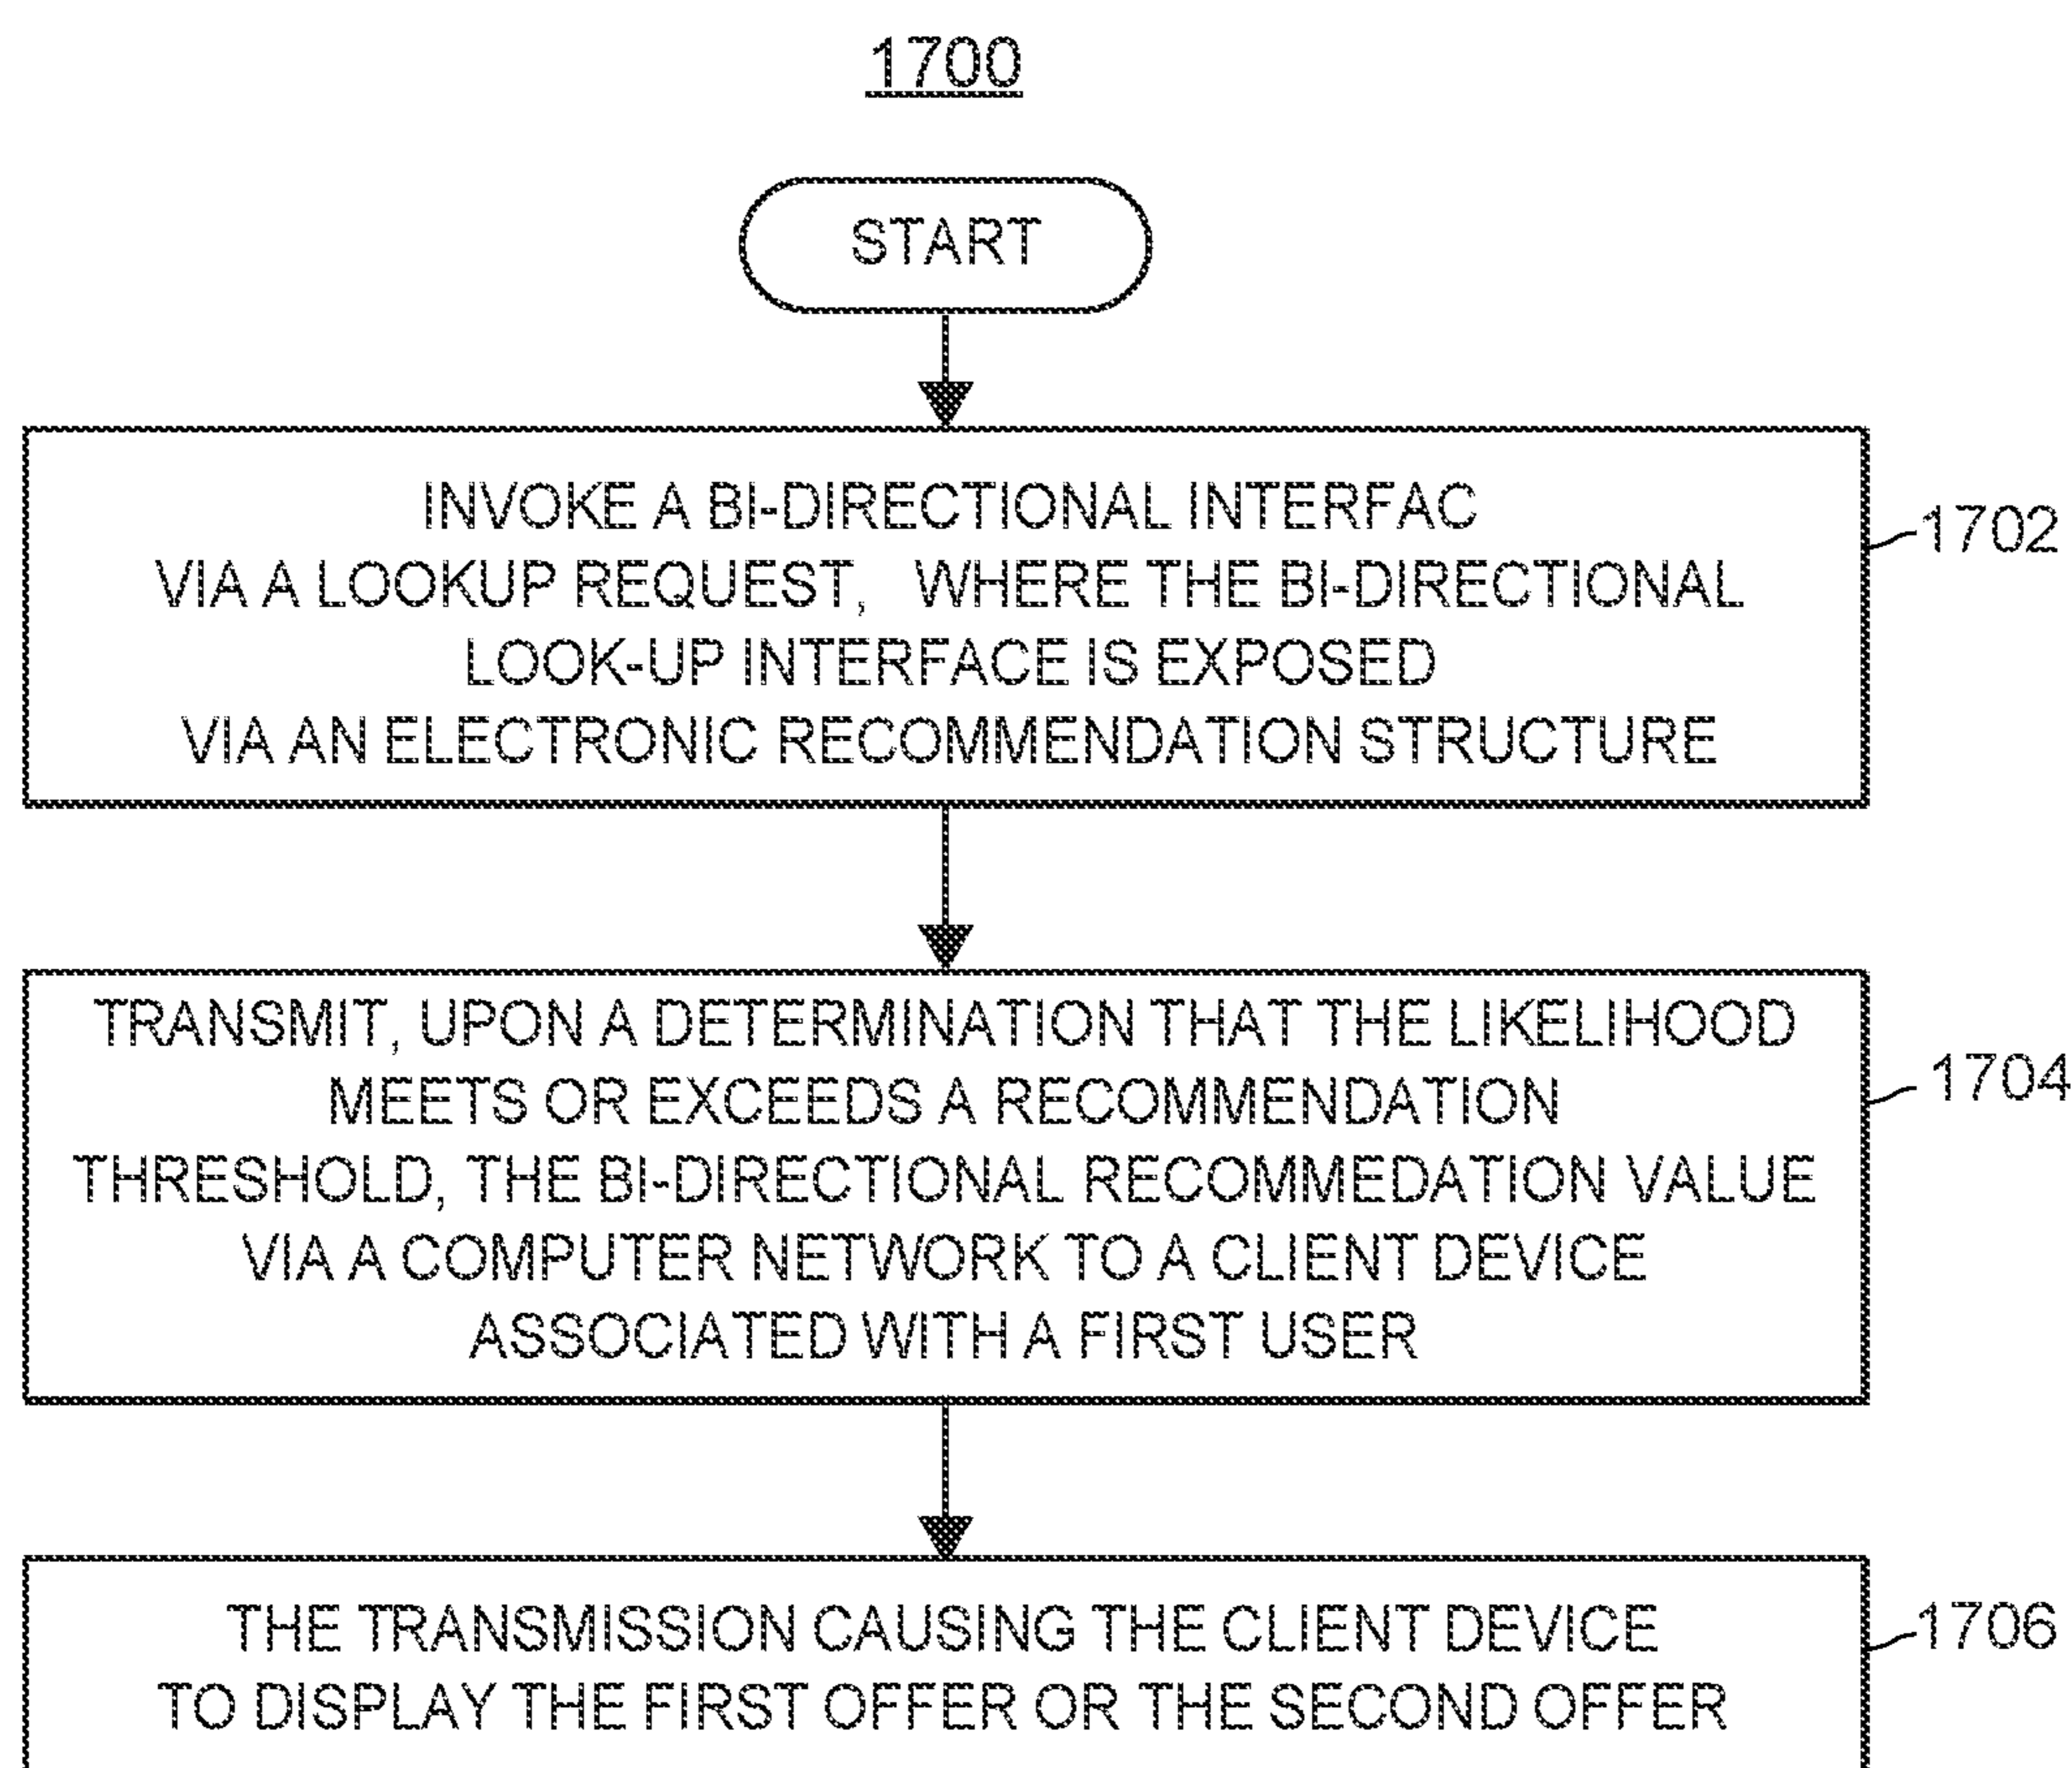 1700
START
INVOKE A BI-DIRECTIONAL INTERFAC
VIA A LOOKUP REQUEST, WHERE THE BI-DIRECTIONAL
LOOK-UP INTERFACE IS EXPOSED
VIA AN ELECTRONIC RECOMMENDATION STRUCTURE
1702
TRANSMIT, UPON A DETERMINATION THAT THE LIKELIHOOD
MEETS OR EXCEEDS A RECOMMENDATION
THRESHOLD, THE BI-DIRECTIONAL RECOMMEDATION VALUE
VIA A COMPUTER NETWORK TO A CLIENT DEVICE
ASSOCIATED WITH A FIRST USER
1704
THE TRANSMISSION CAUSING THE CLIENT DEVICE
TO DISPLAY THE FIRST OFFER OR THE SECOND OFFER
1706